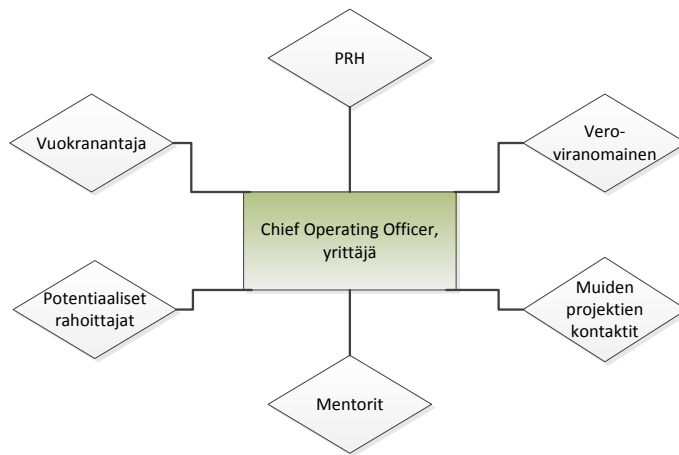 PRH
Vuokranantaja
Vero-
viranomainen
Chief Operating Officer,
yrittäjä
Potentiaaliset
rahoittajat
Muiden
projektien
kontaktit
Mentorit